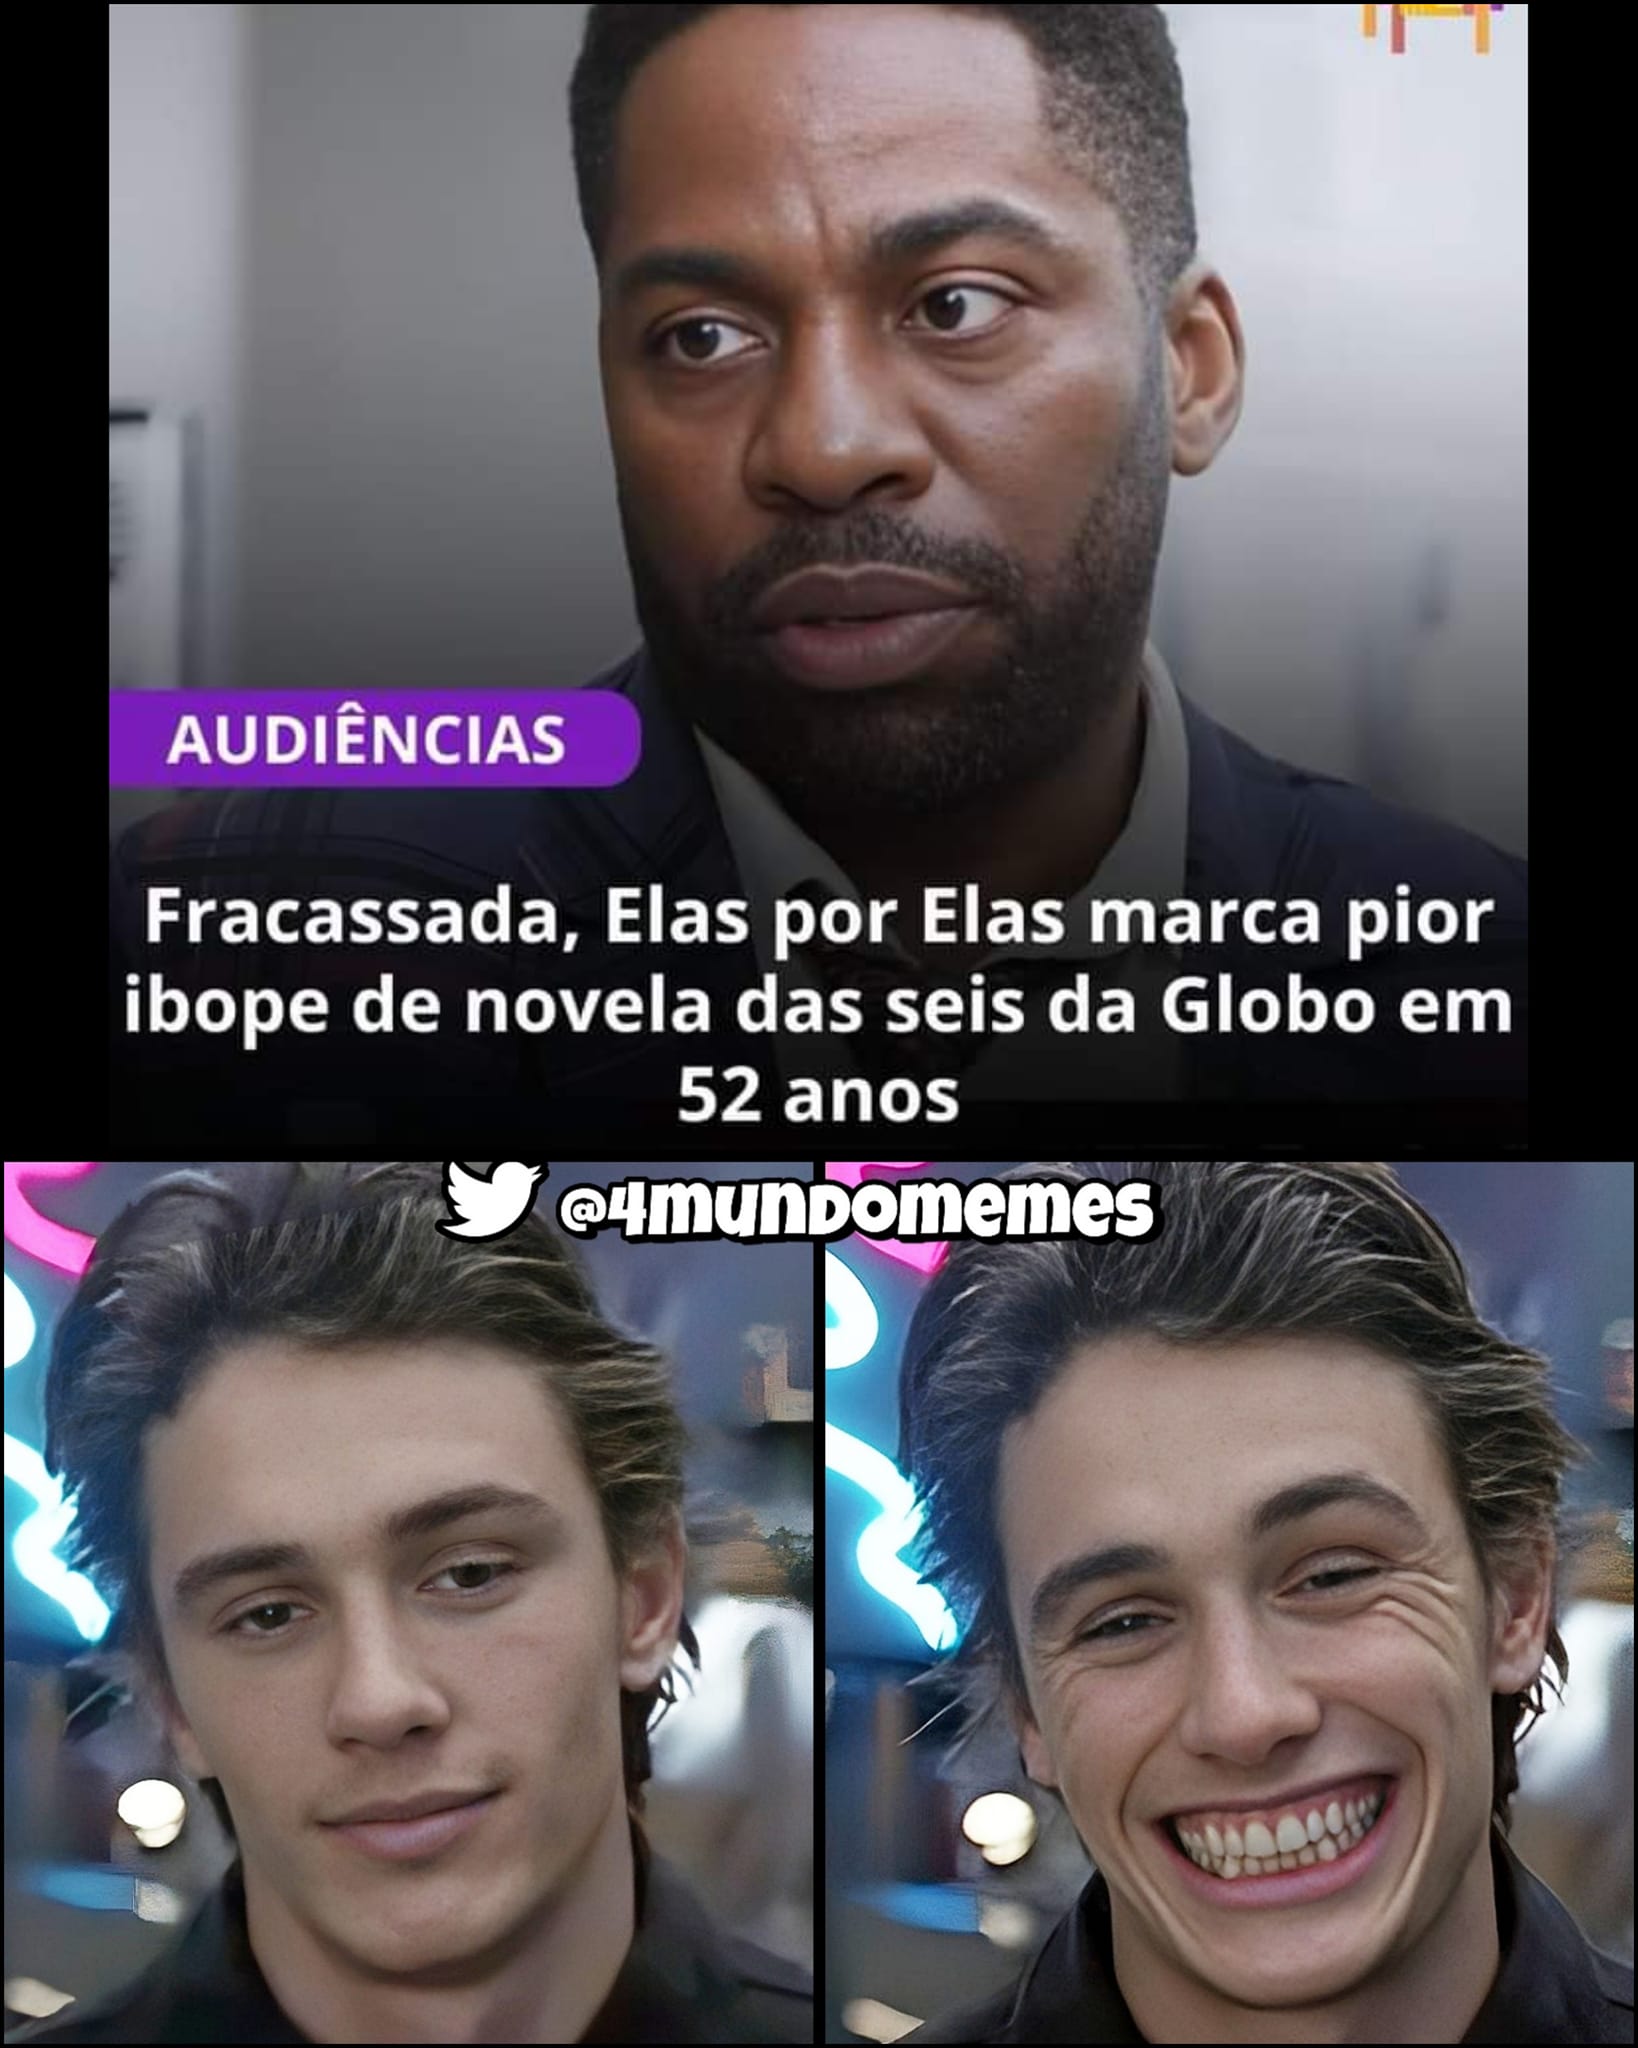 AUDIÊNCIAS
Fracassada, Elas por Elas marca pior
ibope de novela das seis da Globo em
52 anos
@4mundomemes